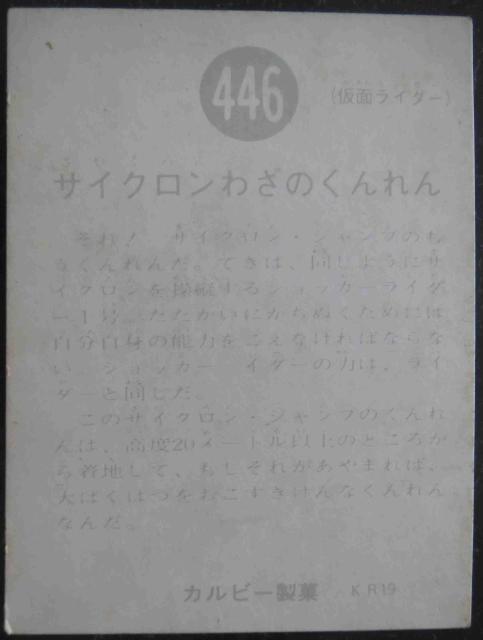 446
(仮面ライダー)
サイクロンわざのくんれん
それ! サイクロン・ジャンプのも
うくんれんだ。てきは、同じようにサ
イクロンを操縦するショッカーライダ
ー1号。たたかいにかちぬくためには
自分自身の能力をこえなければならな
い。ショッカー イダーの力は、ライ
ダーと同じだ。
このサイクロン・ジャンプのくんれ
んは、高度20メートル以上のところか
ら着地して、もしそれがあやまれば、
大ばくはつをおこすきけんなくんれん
なんだ。
カルビー製菓 KR19